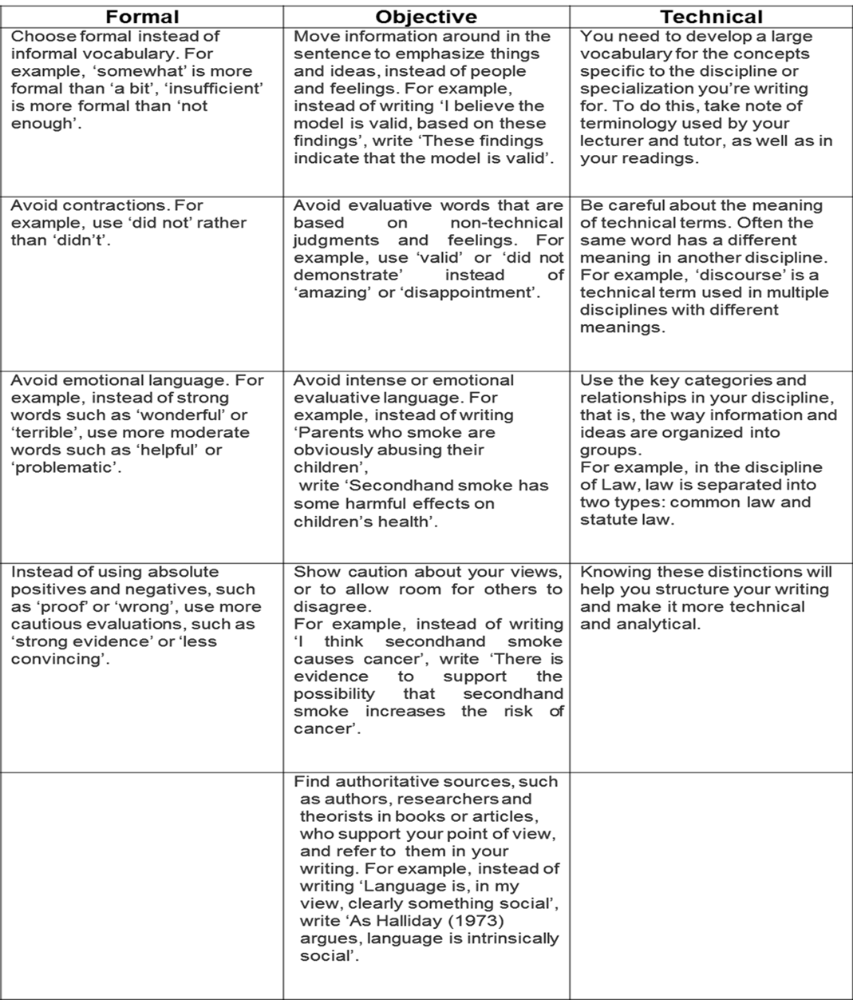 Formal
Objective
Technical
Choose formal instead of
informal vocabulary. For
example, ‘somewhat’ is more
formal than ‘a bit’, ‘insufficient’
is more formal than ‘not
enough’.
Move information around in the
sentence to emphasize things
and ideas, instead of people
and feelings. For example,
instead of writing ‘I believe the
model is valid, based on these
findings’, write ‘These findings
indicate that the model is valid’.
You need to develop a large
vocabulary for the concepts
specific to the discipline or
specialization you’re writing
for. To do this, take note of
terminology used by your
lecturer and tutor, as well as in
your readings.
Avoid contractions. For
example, use ‘did not’ rather
than ‘didn’t’.
Avoid evaluative words that are
based on non-technical
judgments and feelings. For
example, use ‘valid’ or ‘did not
demonstrate’ instead of
‘amazing’ or ‘disappointment’.
Be careful about the meaning
of technical terms. Often the
same word has a different
meaning in another discipline.
For example, ‘discourse’ is a
technical term used in multiple
disciplines with different
meanings.
Avoid emotional language. For
example, instead of strong
words such as ‘wonderful’ or
‘terrible’, use more moderate
words such as ‘helpful’ or
‘problematic’.
Avoid intense or emotional
evaluative language. For
example, instead of writing
‘Parents who smoke are
obviously abusing their
children’,
write ‘Secondhand smoke has
some harmful effects on
children’s health’.
Use the key categories and
relationships in your discipline,
that is, the way information and
ideas are organized into
groups.
For example, in the discipline
of Law, law is separated into
two types: common law and
statute law.
Instead of using absolute
positives and negatives, such
as ‘proof’ or ‘wrong’, use more
cautious evaluations, such as
‘strong evidence’ or ‘less
convincing’.
Show caution about your views,
or to allow room for others to
disagree.
For example, instead of writing
‘I think secondhand smoke
causes cancer’, write ‘There is
evidence to support the
possibility that secondhand
smoke increases the risk of
cancer’.
Knowing these distinctions will
help you structure your writing
and make it more technical
and analytical.
Find authoritative sources, such
as authors, researchers and
theorists in books or articles,
who support your point of view,
and refer to them in your
writing. For example, instead of
writing ‘Language is, in my
view, clearly something social’,
write ‘As Halliday (1973)
argues, language is intrinsically
social’.